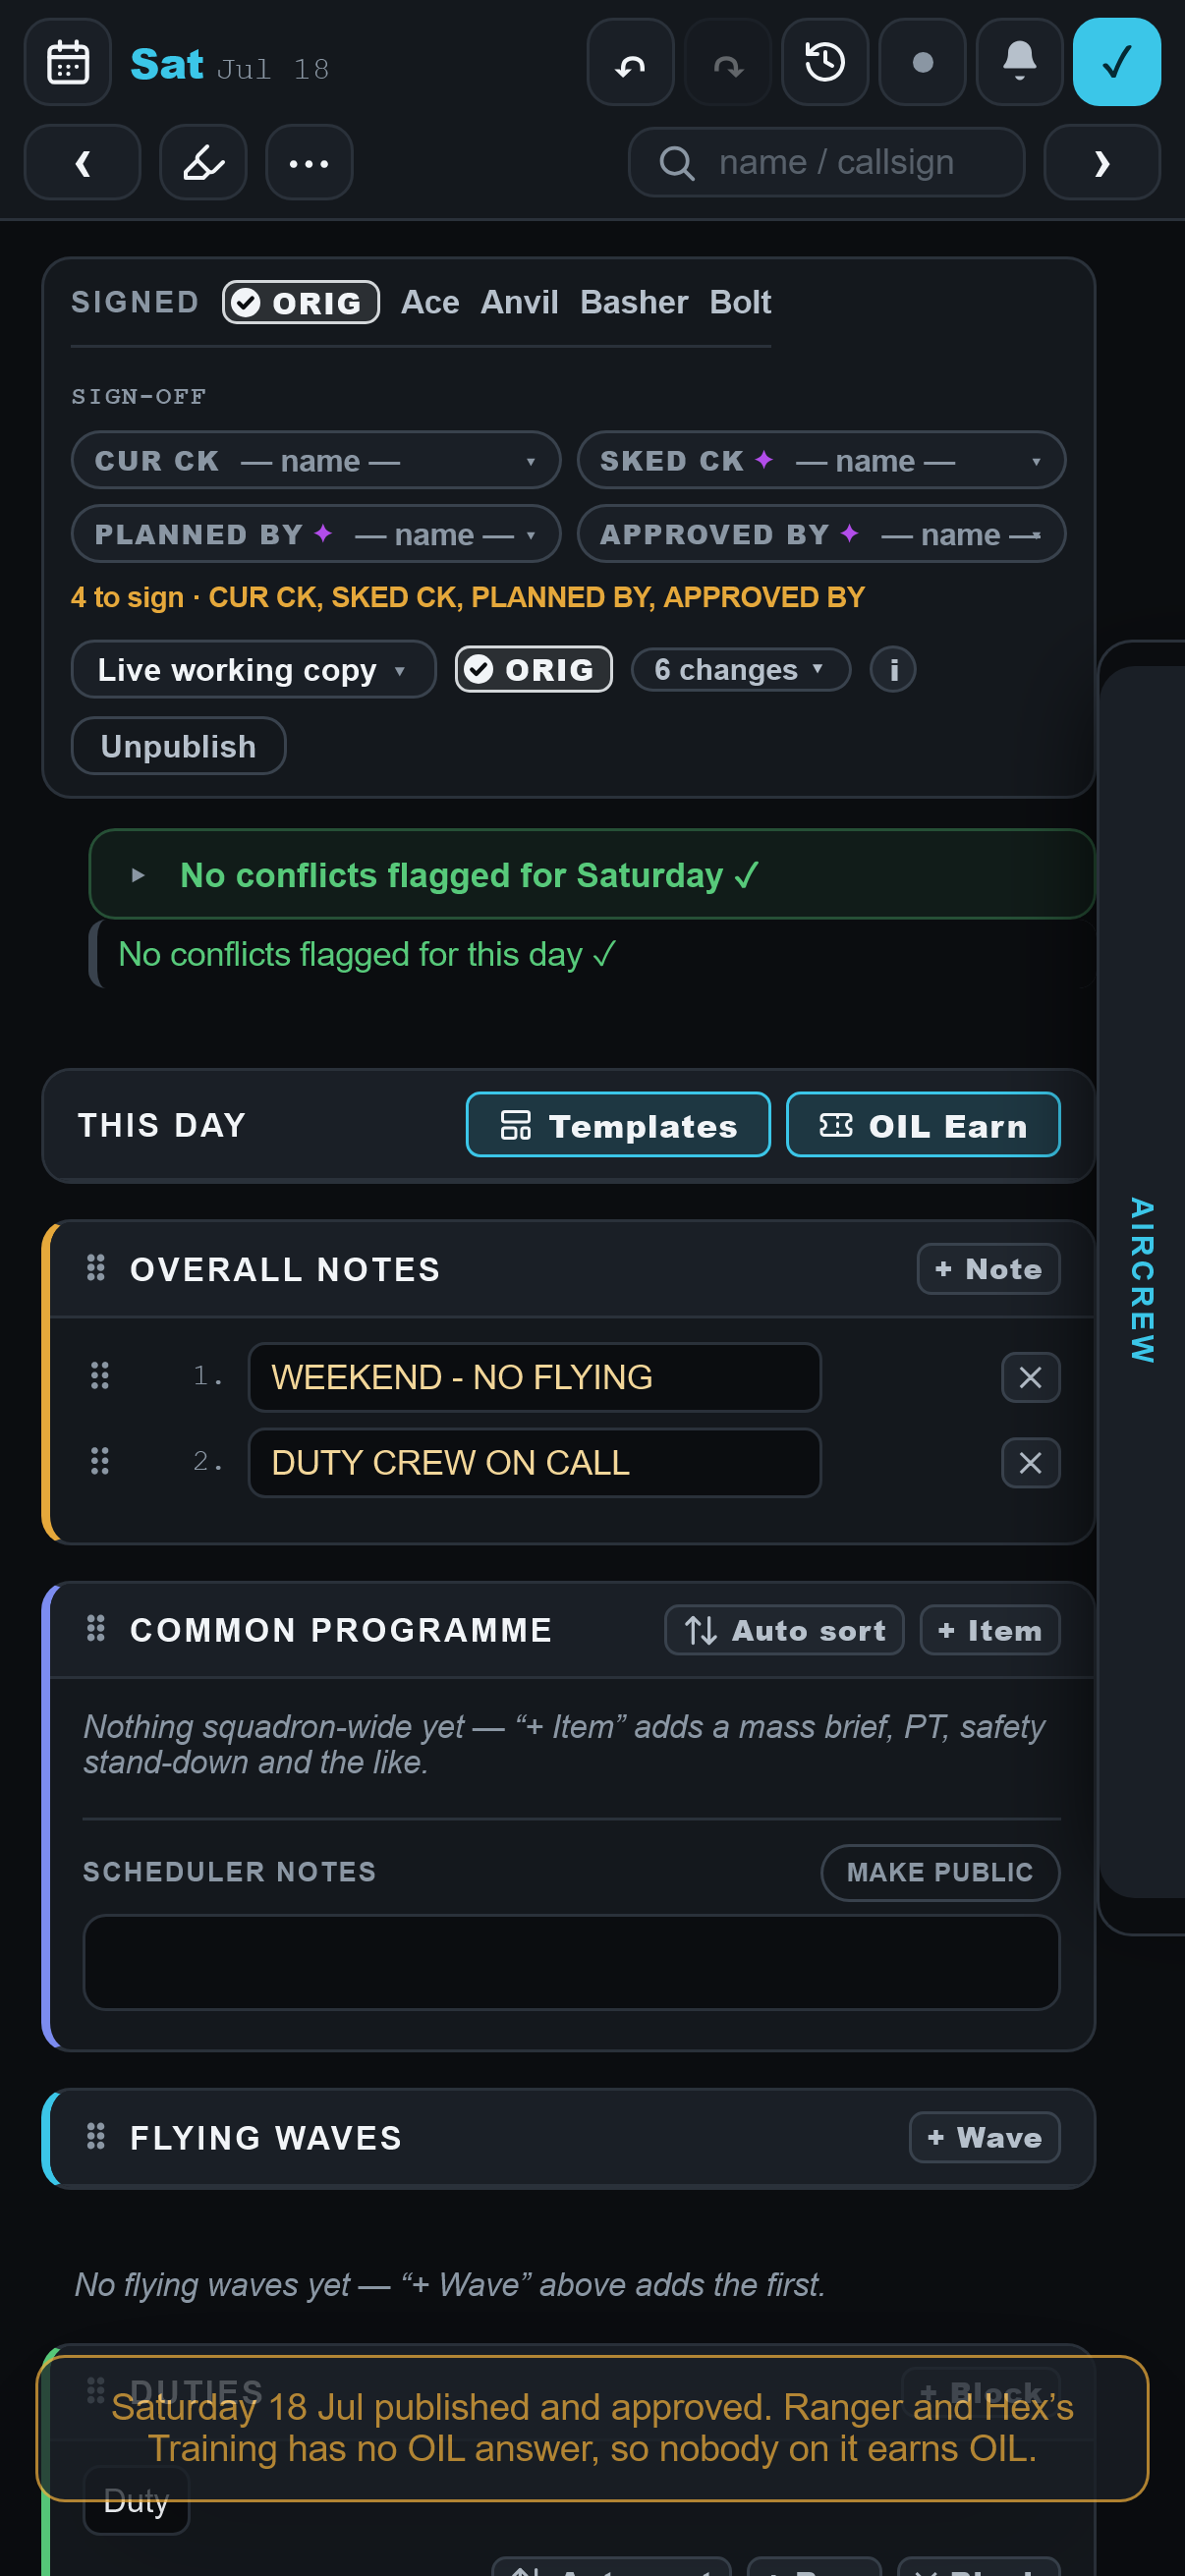 Sat Jul 18
name / callsign
SIGNED ORIG Ace Anvil Basher Bolt
SIGN-OFF
CUR CK — name —
SKED CK ✦ — name —
PLANNED BY ✦ — name —
APPROVED BY ✦ — name —
4 to sign · CUR CK, SKED CK, PLANNED BY, APPROVED BY
Live working copy ORIG 6 changes i
Unpublish
No conflicts flagged for Saturday ✓
No conflicts flagged for this day ✓
AIRCREW
THIS DAY Templates OIL Earn
OVERALL NOTES + Note
1. WEEKEND - NO FLYING
2. DUTY CREW ON CALL
COMMON PROGRAMME Auto sort + Item
Nothing squadron-wide yet — “+ Item” adds a mass brief, PT, safety
stand-down and the like.
SCHEDULER NOTES MAKE PUBLIC
FLYING WAVES + Wave
No flying waves yet — “+ Wave” above adds the first.
DUTIES + Block
Saturday 18 Jul published and approved. Ranger and Hex’s
Training has no OIL answer, so nobody on it earns OIL.
Duty